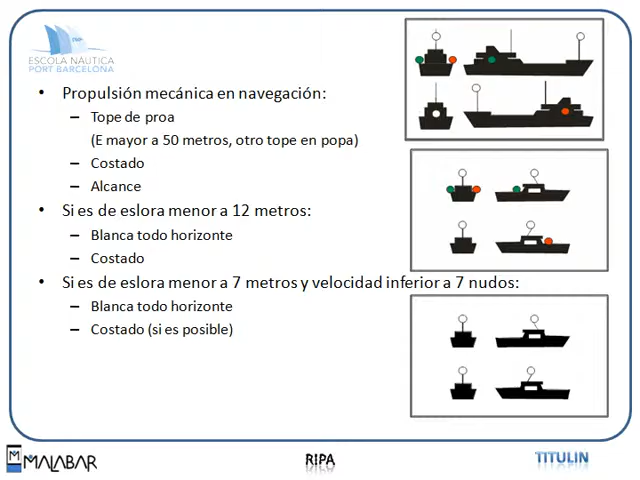 ESCOLA NÀUTICA
PORT BARCELONA
• Propulsión mecánica en navegación:
– Tope de proa
(E mayor a 50 metros, otro tope en popa)
– Costado
– Alcance
• Si es de eslora menor a 12 metros:
– Blanca todo horizonte
– Costado
• Si es de eslora menor a 7 metros y velocidad inferior a 7 nudos:
– Blanca todo horizonte
– Costado (si es posible)
MALABAR
RIPA
TITULIN